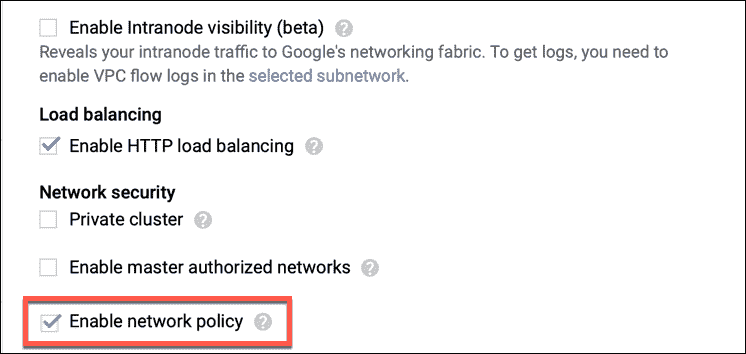 Enable Intranode visibility (beta) ?
Reveals your intranode traffic to Google's networking fabric. To get logs, you need to
enable VPC flow logs in the selected subnetwork.
Load balancing
Enable HTTP load balancing ?
Network security
Private cluster ?
Enable master authorized networks ?
Enable network policy ?